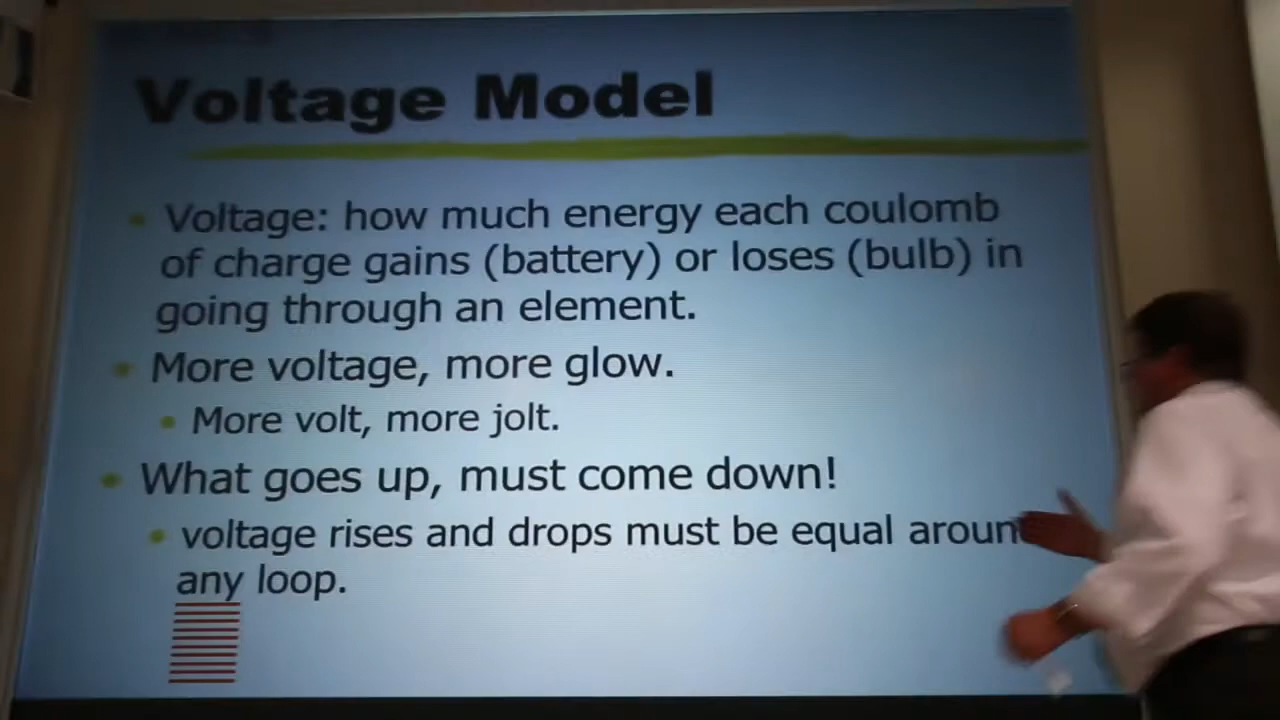 Voltage Model
Voltage: how much energy each coulomb
of charge gains (battery) or loses (bulb) in
going through an element.
More voltage, more glow.
More volt, more jolt.
What goes up, must come down!
voltage rises and drops must be equal aroun
any loop.